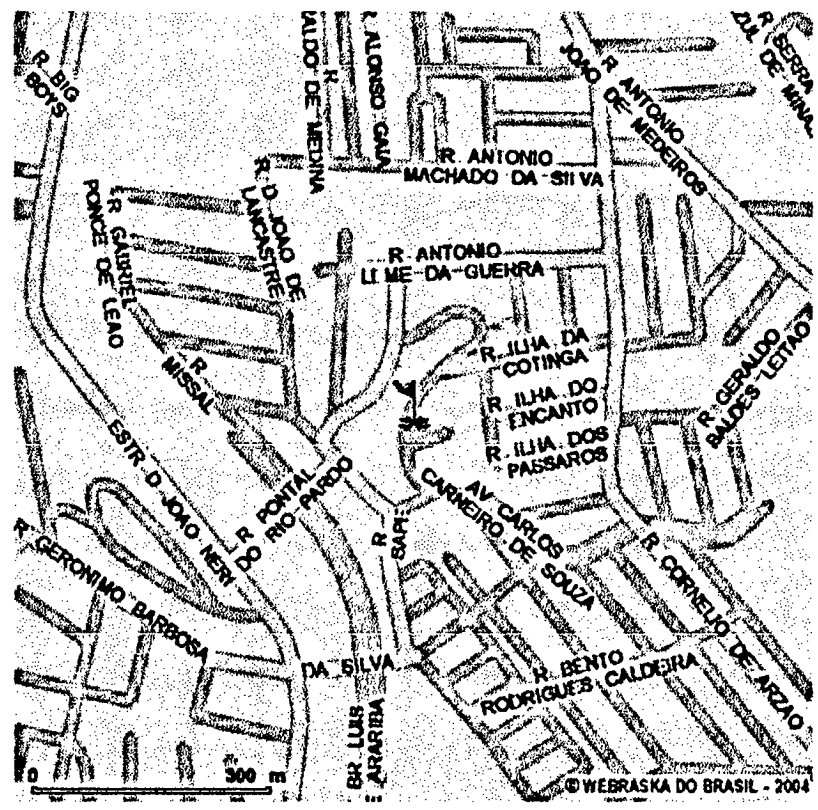 R BIG
BOYS
R
ALDO DE MEDINA
R ALONSO GAIA
R SERRA
ZUL DE MINAS
R ANTONIO
JOAO DE MEDEIROS
R ANTONIO
MACHADO DA SILVA
R D JOAO DE
LANCASTRE
R GABRIEL
PONCE DE LEAO
R ANTONIO
LEME DA GUERRA
R
MISSAL
R ILHA DA
COTINGA
R ILHA DO
ENCANTO
R ILHA DOS
PASSAROS
R GERALDO
BALDES LEITAO
ESTR D JOAO NERI
R PONTAL
DO RIO PARDO
R
SAPI
AV CARLOS
CARNEIRO DE SOUZA
R GERONIMO BARBOSA
DA SILVA
R CORNELIO DE ARZAO
R BENTO
RODRIGUES CALDEIRA
BR LUIS
E ARARIBA
0 300 m
© WEBRASKA DO BRASIL - 2004